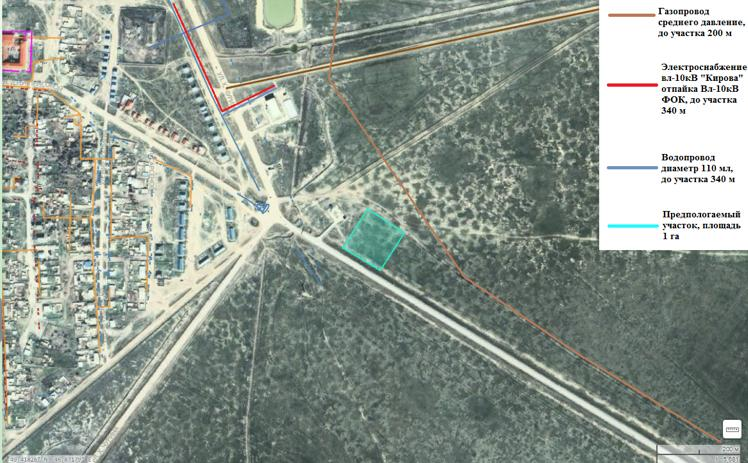 Газопровод
среднего давление,
до участка 200 м
Электроснабжение
вл-10кВ "Кирова"
отпайка Вл-10кВ
ФОК, до участка
340 м
Водопровод
диаметр 110 мл,
до участка 340 м
Предпологаемый
участок, площадь
1 га
200 м